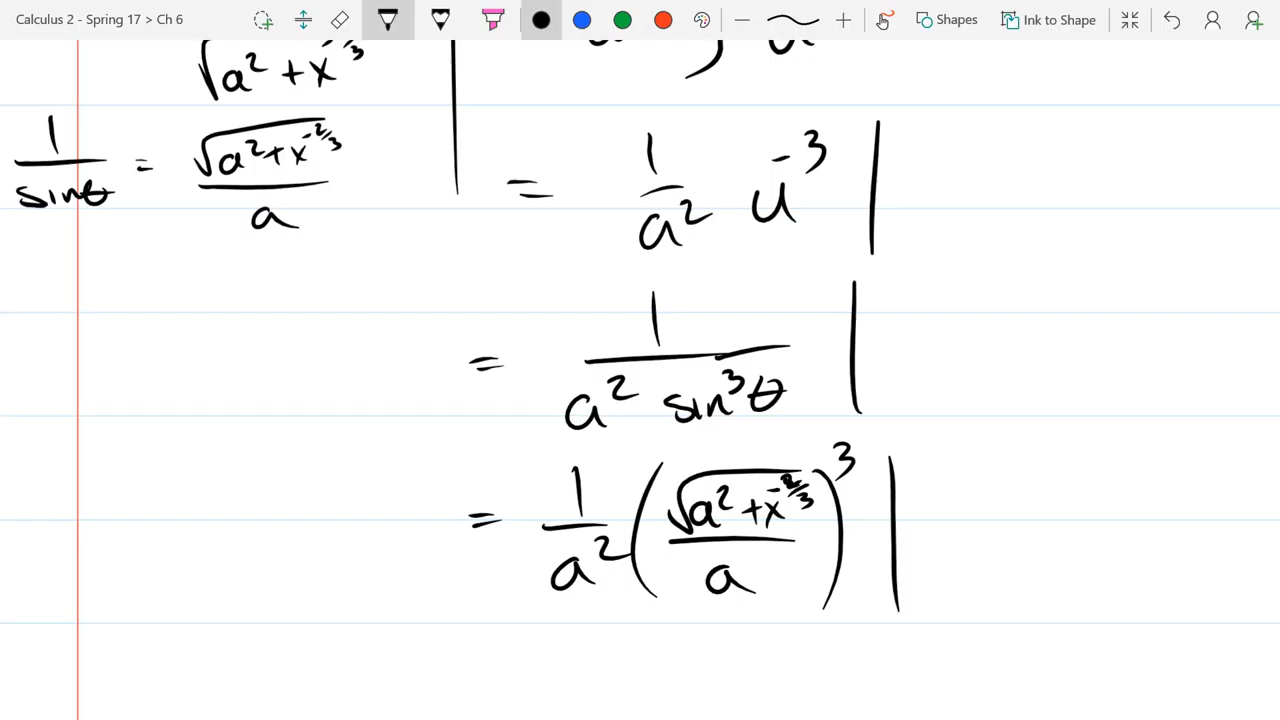 Calculus 2 - Spring 17 > Ch 6 Shapes Ink to Shape
√(a² + x^(-2/3))
1/sinθ = √(a² + x^(-2/3))/a
= 1/a² u⁻³ |
= 1/(a² sin³θ) |
= 1/a² (√(a² + x^(-2/3))/a)³ |